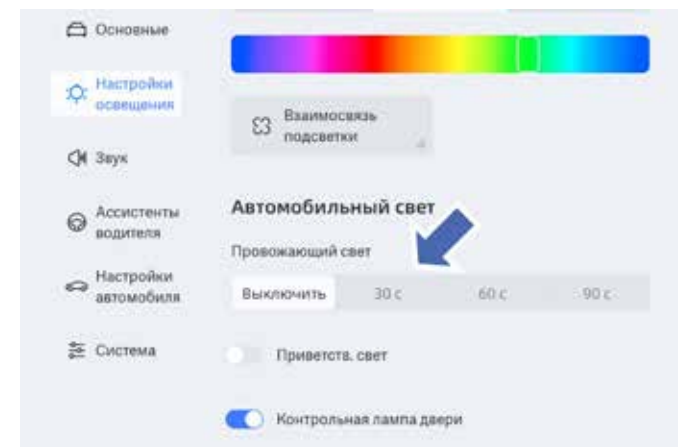 Основные
Настройки
освещения
Звук
Ассистенты
водителя
Настройки
автомобиля
Система
Взаимосвязь
подсветки
Автомобильный свет
Провожающий свет
Выключить 30 с 60 с 90 с
Приветств. свет
Контрольная лампа двери